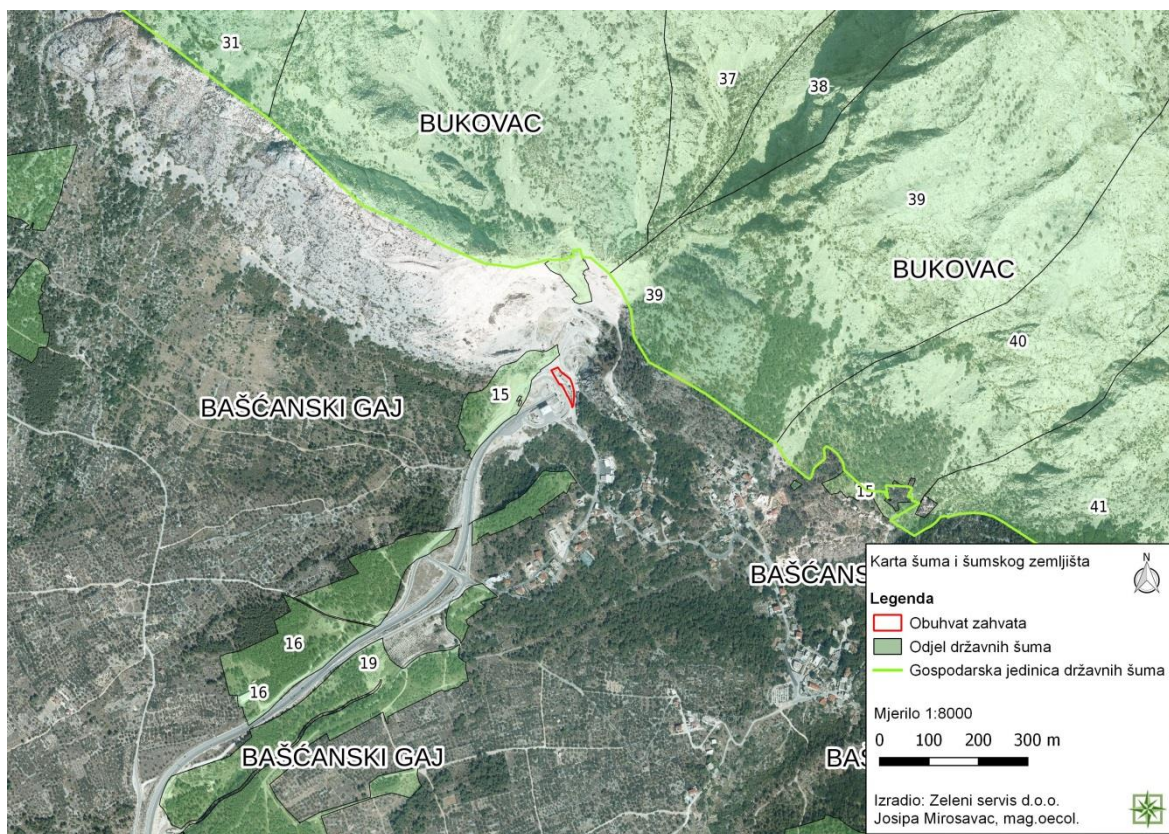 31
37
38
BUKOVAC
39
BUKOVAC
39
40
15
BAŠĆANSKI GAJ
15
41
BAŠĆANS
16
19
16
BAŠĆANSKI GAJ
BAŠ
Karta šuma i šumskog zemljišta
N
Legenda
Obuhvat zahvata
Odjel državnih šuma
Gospodarska jedinica državnih šuma
Mjerilo 1:8000
0 100 200 300 m
Izradio: Zeleni servis d.o.o.
Josipa Mirosavac, mag.oecol.